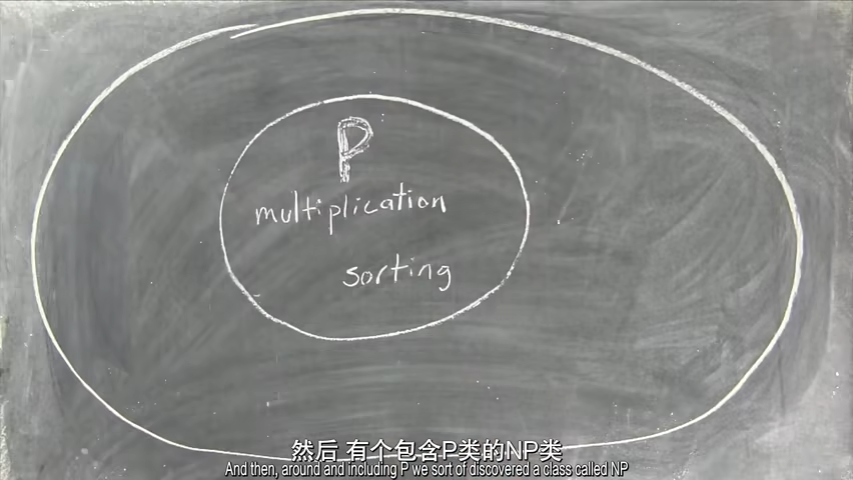 P
multiplication
sorting
然后 有个包含P类的NP类
And then, around and including P we sort of discovered a class called NP